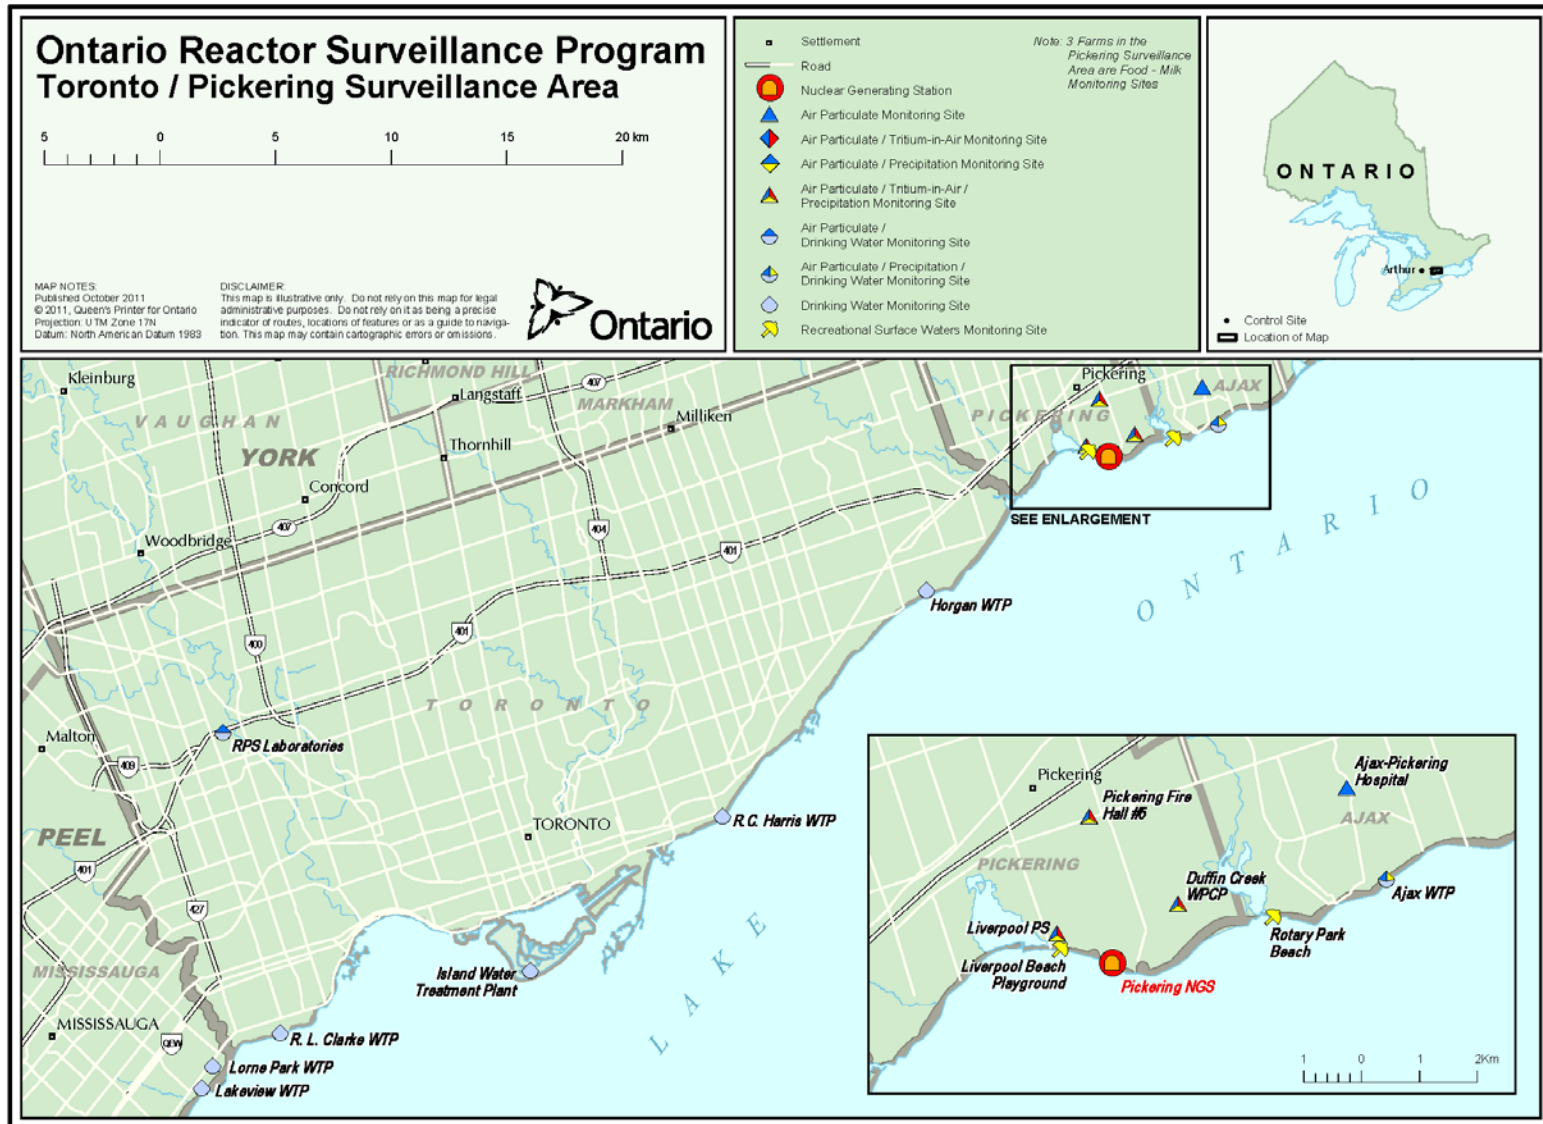 Ontario Reactor Surveillance Program
Toronto / Pickering Surveillance Area
5 0 5 10 15 20 km
MAP NOTES:
Published October 2011
© 2011, Queen's Printer for Ontario
Projection: UTM Zone 17N
Datum: North American Datum 1983
DISCLAIMER:
This map is illustrative only. Do not rely on this map for legal
administrative purposes. Do not rely on it as being a precise
indicator of routes, locations of features or as a guide to naviga-
tion. This map may contain cartographic errors or omissions.
Ontario
Settlement
Road
Nuclear Generating Station
Air Particulate Monitoring Site
Air Particulate / Tritium-in-Air Monitoring Site
Air Particulate / Precipitation Monitoring Site
Air Particulate / Tritium-in-Air /
Precipitation Monitoring Site
Air Particulate /
Drinking Water Monitoring Site
Air Particulate / Precipitation /
Drinking Water Monitoring Site
Drinking Water Monitoring Site
Recreational Surface Waters Monitoring Site
Note: 3 Farms in the
Pickering Surveillance
Area are Food - Milk
Monitoring Sites
ONTARIO
Arthur
Control Site
Location of Map
Kleinburg
RICHMOND HILL
Langstaff
407
MARKHAM
Milliken
VAUGHAN
YORK
Thornhill
Concord
407
Woodbridge
404
401
401
400
Pickering
AJAX
PICKERING
SEE ENLARGEMENT
Horgan WTP
TORONTO
Malton
409
RPS Laboratories
PEEL
401
427
TORONTO
R.C. Harris WTP
MISSISSAUGA
Island Water
Treatment Plant
MISSISSAUGA
QEW
R. L. Clarke WTP
Lorne Park WTP
Lakeview WTP
LAKE
ONTARIO
Pickering
Ajax-Pickering
Hospital
Pickering Fire
Hall #5
AJAX
PICKERING
Duffin Creek
WPCP
Ajax WTP
Liverpool PS
Rotary Park
Beach
Liverpool Beach
Playground
Pickering NGS
1 0 1 2Km